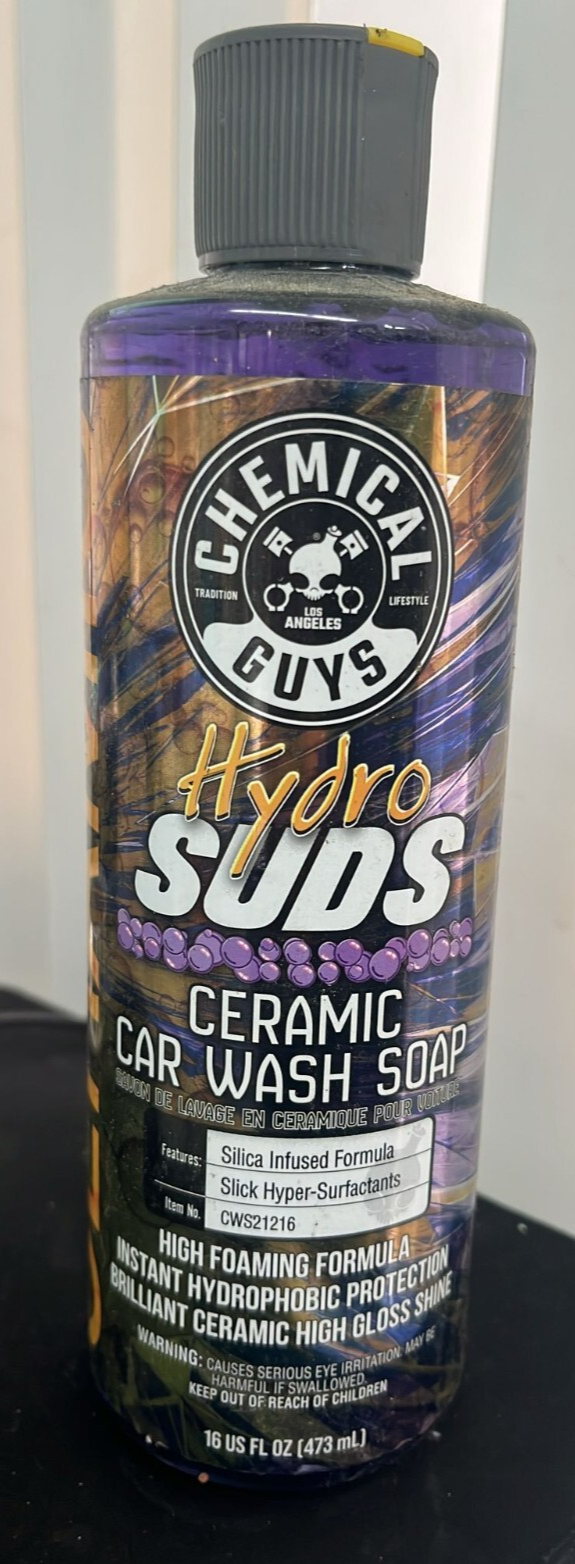 CHEMICAL
TRADITION
LIFESTYLE
LOS
ANGELES
GUYS
Hydro
SUDS
CERAMIC
CAR WASH SOAP
SAVON DE LAVAGE EN CERAMIQUE POUR VOITURE
Features: Silica Infused Formula
Slick Hyper-Surfactants
Item No. CWS21216
HIGH FOAMING FORMULA
INSTANT HYDROPHOBIC PROTECTION
BRILLIANT CERAMIC HIGH GLOSS SHINE
WARNING: CAUSES SERIOUS EYE IRRITATION. MAY BE
HARMFUL IF SWALLOWED.
KEEP OUT OF REACH OF CHILDREN
16 US FL OZ (473 mL)